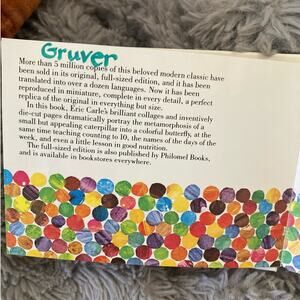 Gruver
More than 5 million copies of this beloved modern classic have
been sold in its original, full-sized edition, and it has been
translated into over a dozen languages. Now it has been
reproduced in miniature, complete in every detail, a perfect
replica of the original in everything but size.
In this book, Eric Carle's brilliant collages and inventively
die-cut pages dramatically portray the metamorphosis of a
small but appealing caterpillar into a colorful butterfly, at the
same time teaching counting to 10, the names of the days of the
week, and even a little lesson in good nutrition.
The full-sized edition is also published by Philomel Books,
and is available in bookstores everywhere.